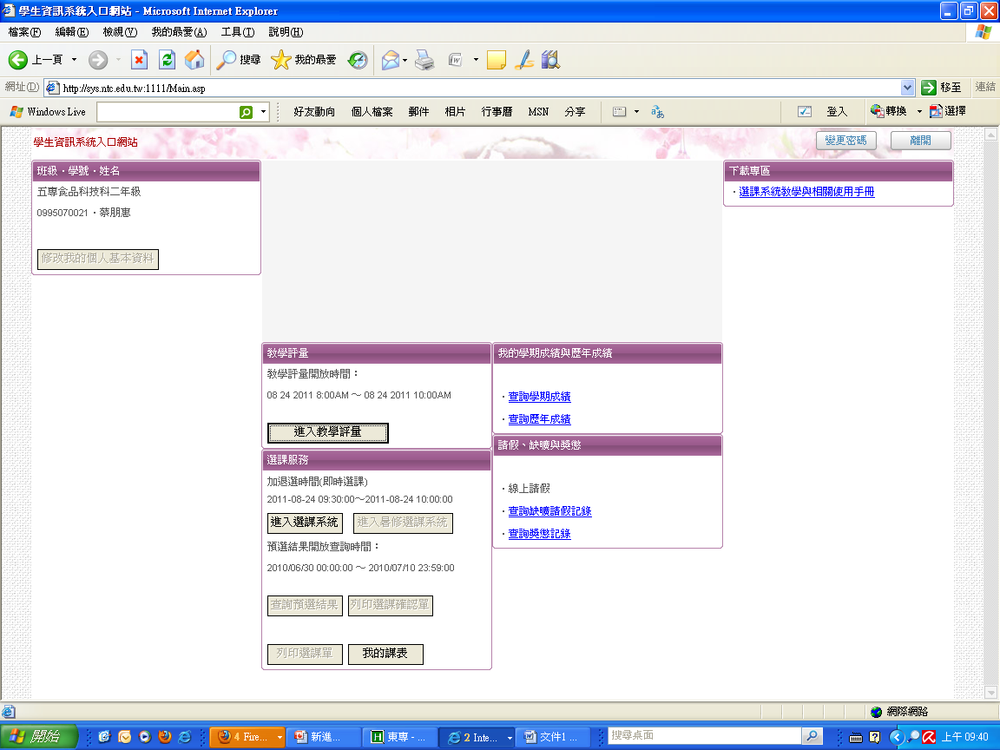 學生資訊系統入口網站 - Microsoft Internet Explorer
檔案(F) 編輯(E) 檢視(V) 我的最愛(A) 工具(T) 說明(H)
上一頁 搜尋 我的最愛
網址(D) http://sys.ntc.edu.tw:1111/Main.asp 移至 連結
Windows Live 好友動向 個人檔案 郵件 相片 行事曆 MSN 分享 登入 轉換 選擇
學生資訊系統入口網站 變更密碼 離開
班級‧學號‧姓名
五專食品科技科二年級
0995070021‧蔡朋惠
修改我的個人基本資料
下載專區
‧選課系統教學與相關使用手冊
教學評量
教學評量開放時間：
08 24 2011 8:00AM ～ 08 24 2011 10:00AM
進入教學評量
選課服務
加退選時間(即時選課)
2011-08-24 09:30:00～2011-08-24 10:00:00
進入選課系統 進入暑修選課系統
預選結果開放查詢時間：
2010/06/30 00:00:00 ～ 2010/07/10 23:59:00
查詢預選結果 列印選課確認單
列印選課單 我的課表
我的學期成績與歷年成績
‧查詢學期成績
‧查詢歷年成績
請假、缺曠與獎懲
‧線上請假
‧查詢缺曠請假記錄
‧查詢獎懲記錄
網際網路
開始 4 Fire... 新進... 東專 - ... 2 Inte... 文件1 ... 搜尋桌面 上午 09:40